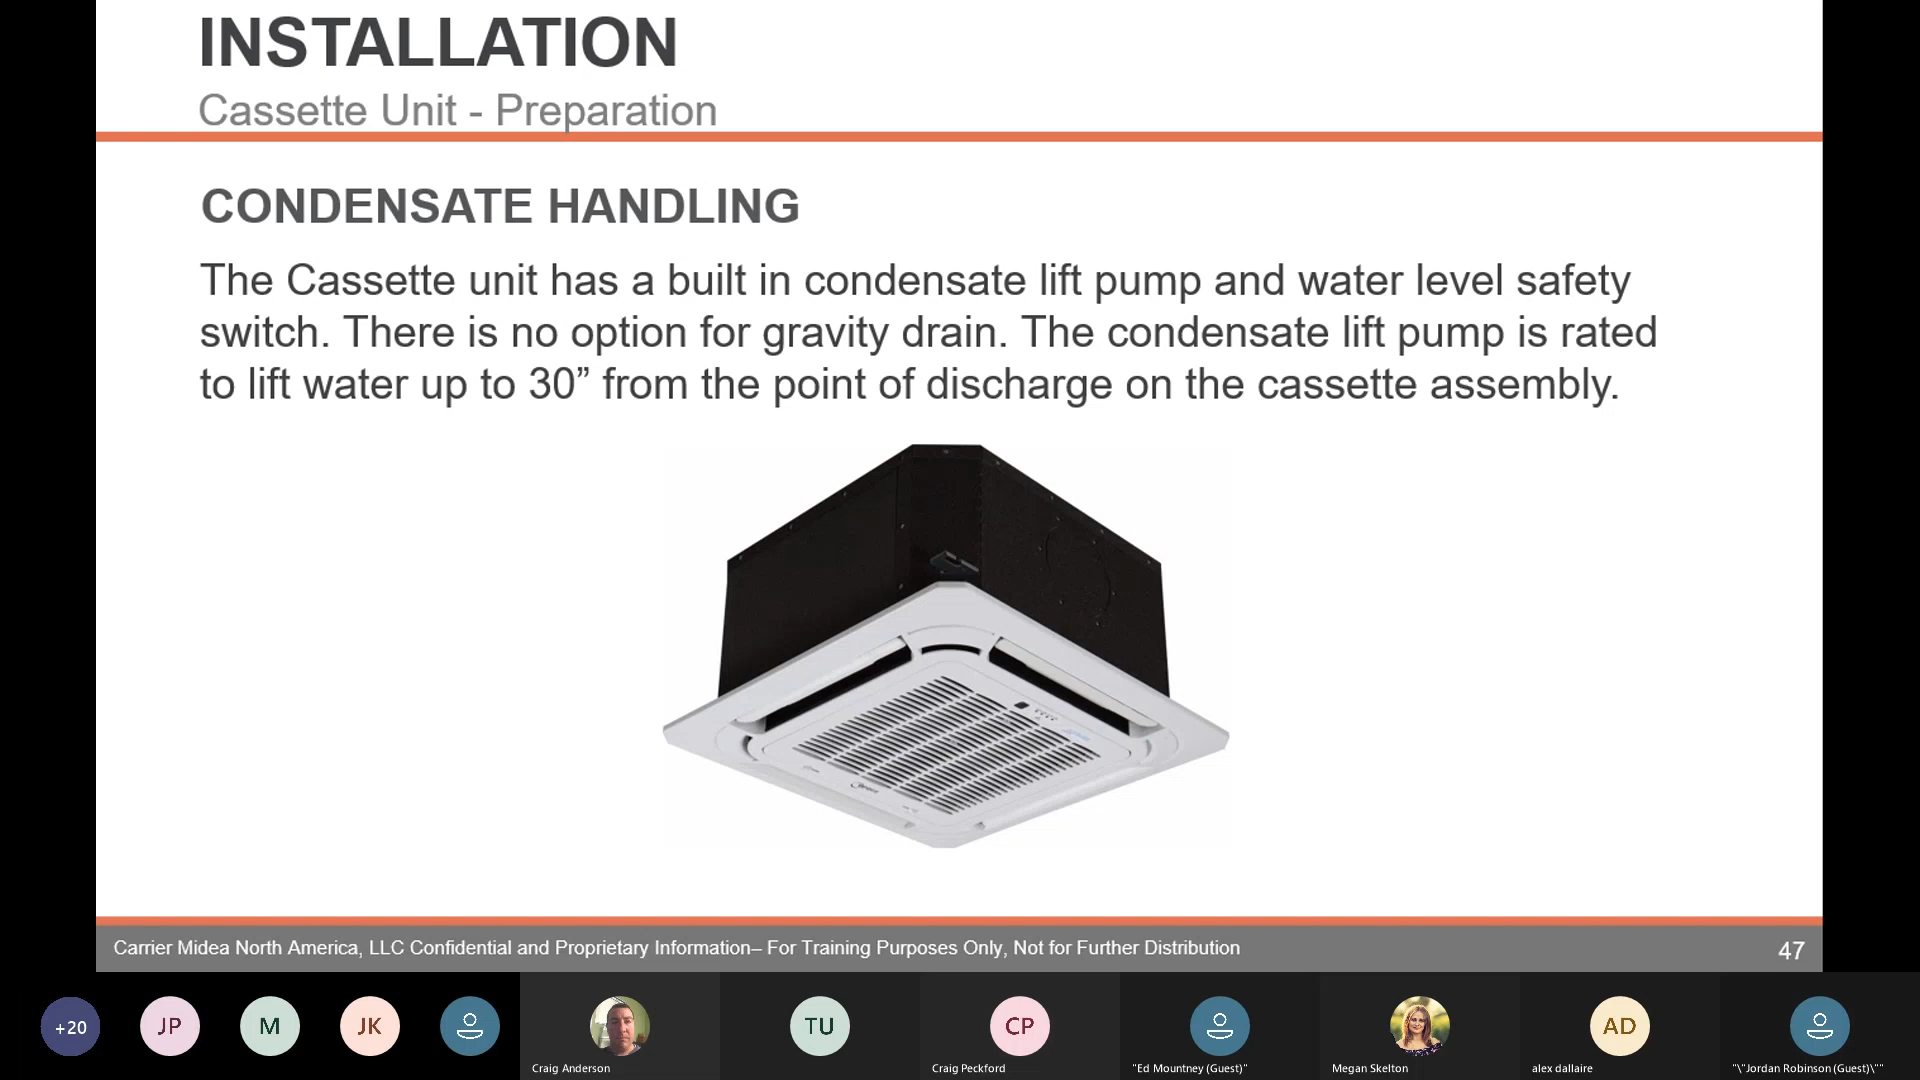 INSTALLATION
Cassette Unit - Preparation
CONDENSATE HANDLING
The Cassette unit has a built in condensate lift pump and water level safety
switch. There is no option for gravity drain. The condensate lift pump is rated
to lift water up to 30” from the point of discharge on the cassette assembly.
Carrier Midea North America, LLC Confidential and Proprietary Information– For Training Purposes Only, Not for Further Distribution
47
+20
JP
M
JK
TU
CP
AD
Craig Anderson
Craig Peckford
"Ed Mountney (Guest)"
Megan Skelton
alex dallaire
"\"Jordan Robinson (Guest)\""